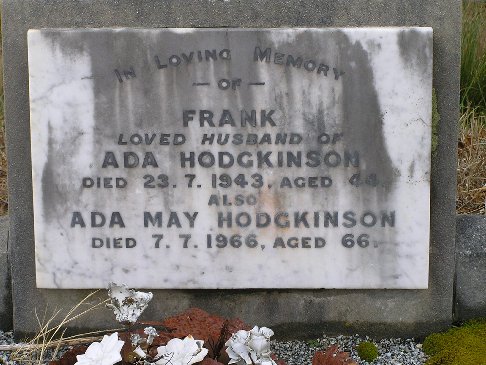 IN LOVING MEMORY
— OF —
FRANK
LOVED HUSBAND OF
ADA HODGKINSON
DIED 23.7.1943, AGED 44.
ALSO
ADA MAY HODGKINSON
DIED 7.7.1966, AGED 66.